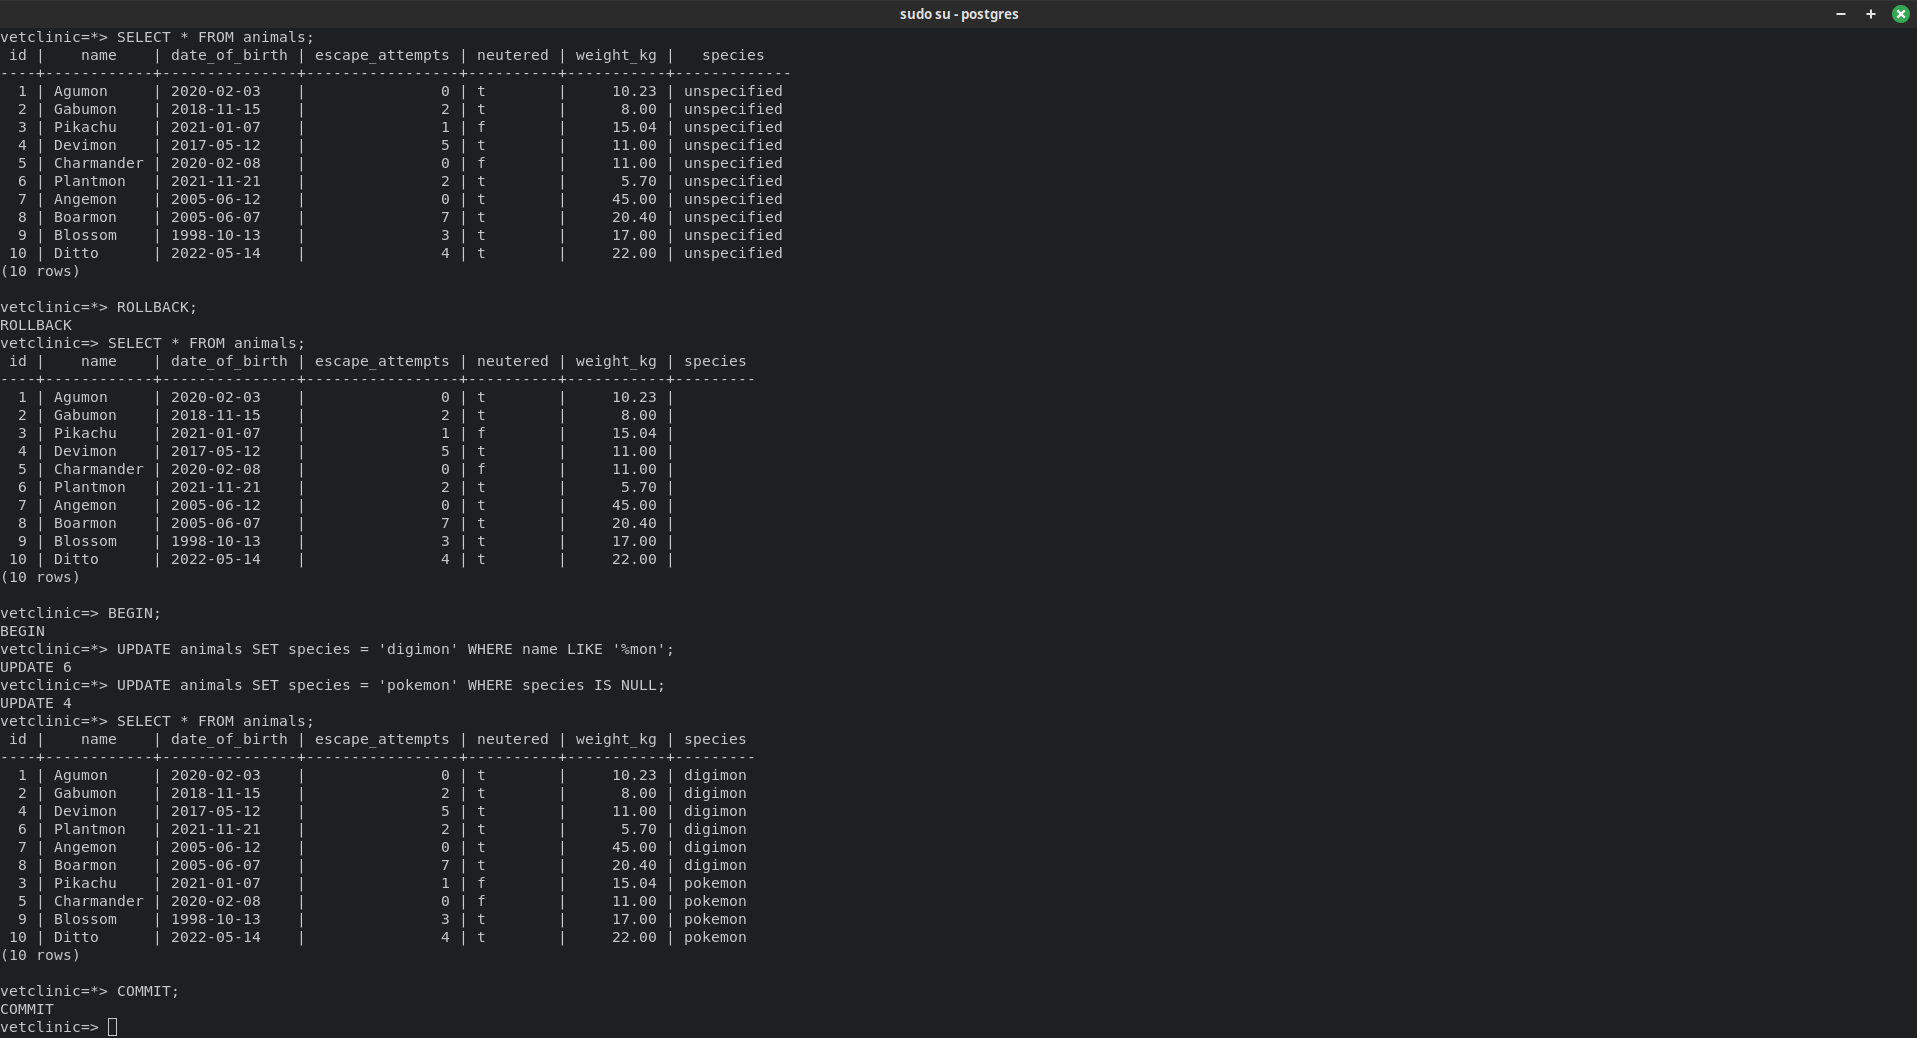 sudo su - postgres
vetclinic=*> SELECT * FROM animals;
 id |    name    | date_of_birth | escape_attempts | neutered | weight_kg |   species
----+------------+---------------+-----------------+----------+-----------+-------------
  1 | Agumon     | 2020-02-03    |               0 | t        |     10.23 | unspecified
  2 | Gabumon    | 2018-11-15    |               2 | t        |      8.00 | unspecified
  3 | Pikachu    | 2021-01-07    |               1 | f        |     15.04 | unspecified
  4 | Devimon    | 2017-05-12    |               5 | t        |     11.00 | unspecified
  5 | Charmander | 2020-02-08    |               0 | f        |     11.00 | unspecified
  6 | Plantmon   | 2021-11-21    |               2 | t        |      5.70 | unspecified
  7 | Angemon    | 2005-06-12    |               0 | t        |     45.00 | unspecified
  8 | Boarmon    | 2005-06-07    |               7 | t        |     20.40 | unspecified
  9 | Blossom    | 1998-10-13    |               3 | t        |     17.00 | unspecified
 10 | Ditto      | 2022-05-14    |               4 | t        |     22.00 | unspecified
(10 rows)

vetclinic=*> ROLLBACK;
ROLLBACK
vetclinic=> SELECT * FROM animals;
 id |    name    | date_of_birth | escape_attempts | neutered | weight_kg | species
----+------------+---------------+-----------------+----------+-----------+---------
  1 | Agumon     | 2020-02-03    |               0 | t        |     10.23 |
  2 | Gabumon    | 2018-11-15    |               2 | t        |      8.00 |
  3 | Pikachu    | 2021-01-07    |               1 | f        |     15.04 |
  4 | Devimon    | 2017-05-12    |               5 | t        |     11.00 |
  5 | Charmander | 2020-02-08    |               0 | f        |     11.00 |
  6 | Plantmon   | 2021-11-21    |               2 | t        |      5.70 |
  7 | Angemon    | 2005-06-12    |               0 | t        |     45.00 |
  8 | Boarmon    | 2005-06-07    |               7 | t        |     20.40 |
  9 | Blossom    | 1998-10-13    |               3 | t        |     17.00 |
 10 | Ditto      | 2022-05-14    |               4 | t        |     22.00 |
(10 rows)

vetclinic=> BEGIN;
BEGIN
vetclinic=*> UPDATE animals SET species = 'digimon' WHERE name LIKE '%mon';
UPDATE 6
vetclinic=*> UPDATE animals SET species = 'pokemon' WHERE species IS NULL;
UPDATE 4
vetclinic=*> SELECT * FROM animals;
 id |    name    | date_of_birth | escape_attempts | neutered | weight_kg | species
----+------------+---------------+-----------------+----------+-----------+---------
  1 | Agumon     | 2020-02-03    |               0 | t        |     10.23 | digimon
  2 | Gabumon    | 2018-11-15    |               2 | t        |      8.00 | digimon
  4 | Devimon    | 2017-05-12    |               5 | t        |     11.00 | digimon
  6 | Plantmon   | 2021-11-21    |               2 | t        |      5.70 | digimon
  7 | Angemon    | 2005-06-12    |               0 | t        |     45.00 | digimon
  8 | Boarmon    | 2005-06-07    |               7 | t        |     20.40 | digimon
  3 | Pikachu    | 2021-01-07    |               1 | f        |     15.04 | pokemon
  5 | Charmander | 2020-02-08    |               0 | f        |     11.00 | pokemon
  9 | Blossom    | 1998-10-13    |               3 | t        |     17.00 | pokemon
 10 | Ditto      | 2022-05-14    |               4 | t        |     22.00 | pokemon
(10 rows)

vetclinic=*> COMMIT;
COMMIT
vetclinic=>